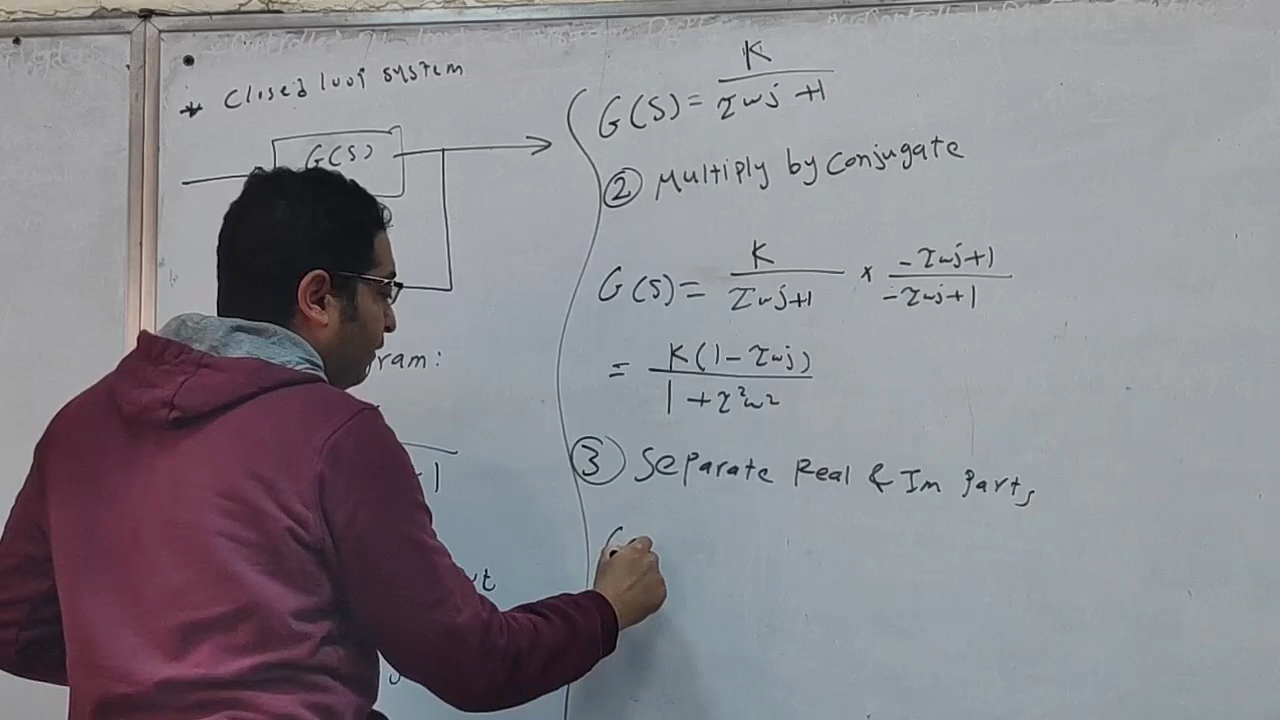 * Closed loop system
G(S)
ram:
-1
G(S) = K / τωj +1
② Multiply by conjugate
G(S) = K / τωj+1 × -τωj+1 / -τωj+1
= K(1-τωj) / 1+τ²ω²
③ Separate Real & Im Parts